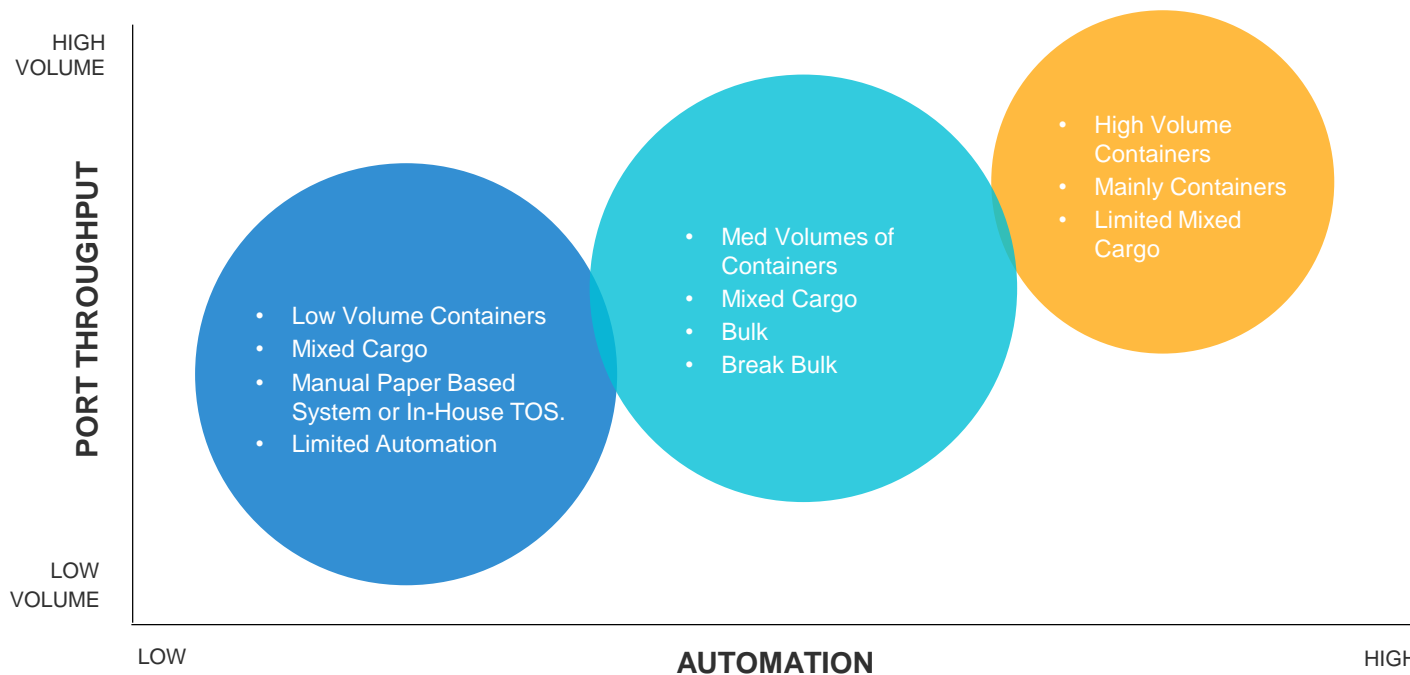 HIGH
VOLUME
PORT THROUGHPUT
LOW
VOLUME
• Low Volume Containers
• Mixed Cargo
• Manual Paper Based
System or In-House TOS.
• Limited Automation
• Med Volumes of
Containers
• Mixed Cargo
• Bulk
• Break Bulk
• High Volume
Containers
• Mainly Containers
• Limited Mixed
Cargo
LOW
AUTOMATION
HIGH